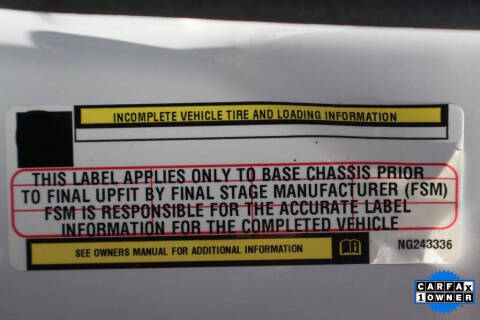 INCOMPLETE VEHICLE TIRE AND LOADING INFORMATION
THIS LABEL APPLIES ONLY TO BASE CHASSIS PRIOR
TO FINAL UPFIT BY FINAL STAGE MANUFACTURER (FSM)
FSM IS RESPONSIBLE FOR THE ACCURATE LABEL
INFORMATION FOR THE COMPLETED VEHICLE
SEE OWNERS MANUAL FOR ADDITIONAL INFORMATION
NG243336
CARFAX
1 OWNER